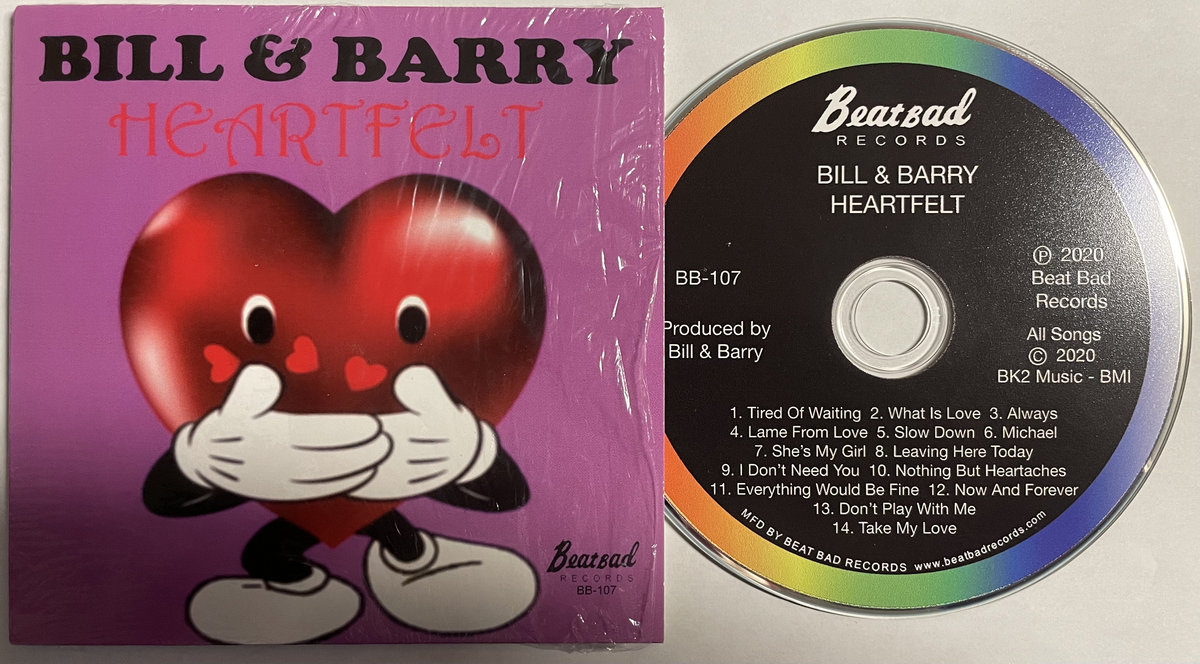 BILL & BARRY
HEARTFELT
Beatbad
RECORDS
BB-107
Beatbad
RECORDS
BILL & BARRY
HEARTFELT
BB-107
Produced by
Bill & Barry
Ⓟ 2020
Beat Bad
Records
All Songs
© 2020
BK2 Music - BMI
1. Tired Of Waiting 2. What Is Love 3. Always
4. Lame From Love 5. Slow Down 6. Michael
7. She's My Girl 8. Leaving Here Today
9. I Don't Need You 10. Nothing But Heartaches
11. Everything Would Be Fine 12. Now And Forever
13. Don't Play With Me
14. Take My Love
MFD BY BEAT BAD RECORDS www.beatbadrecords.com